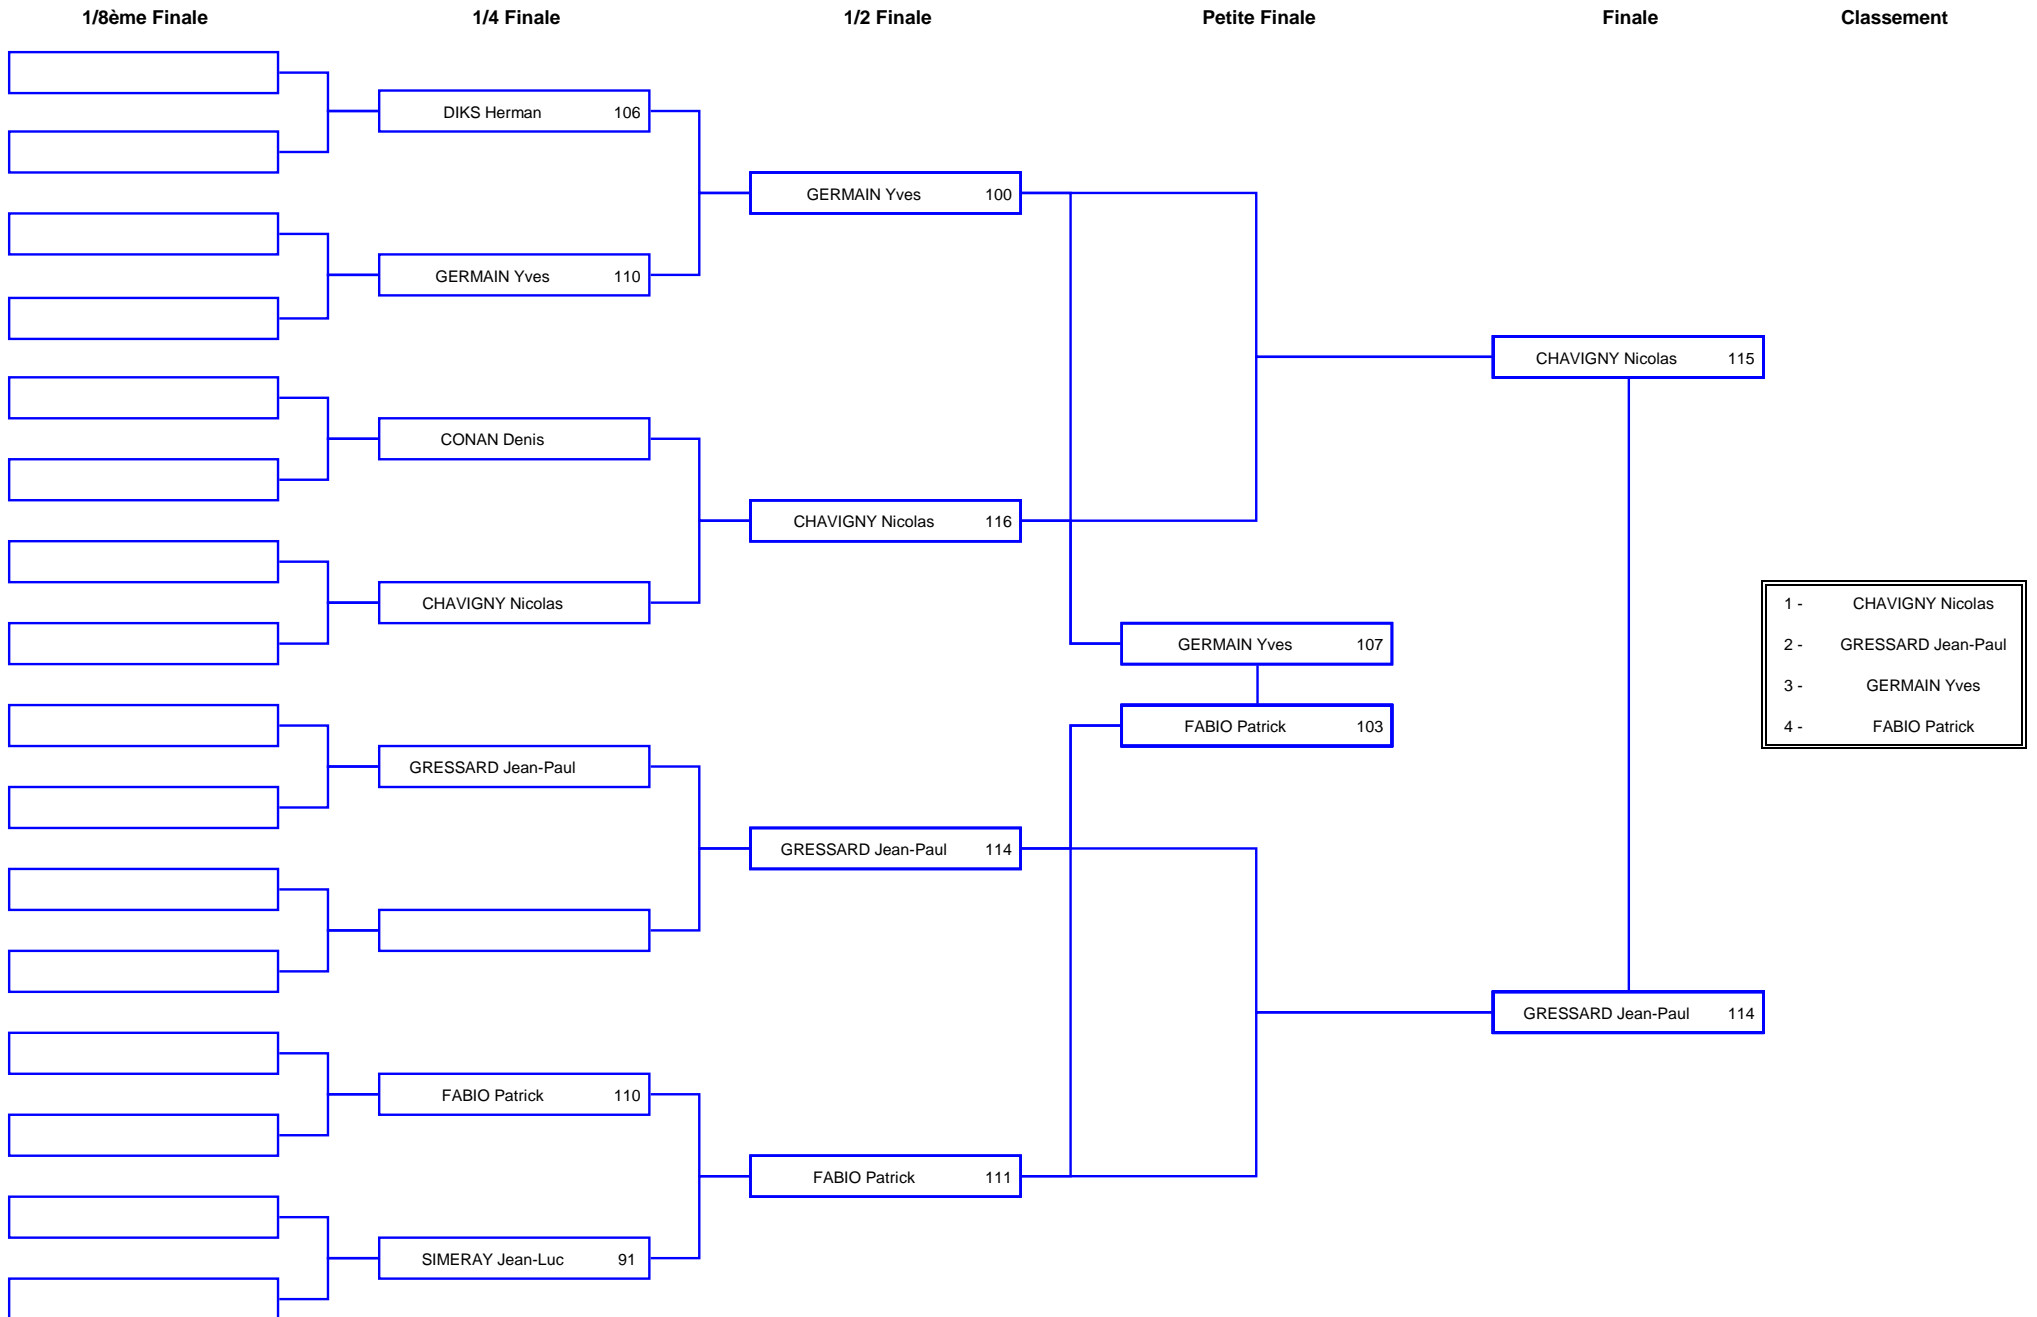 1/8ème Finale 1/4 Finale 1/2 Finale Petite Finale Finale Classement
DIKS Herman 106
GERMAIN Yves 110
CONAN Denis
CHAVIGNY Nicolas
GRESSARD Jean-Paul
FABIO Patrick 110
SIMERAY Jean-Luc 91
GERMAIN Yves 100
CHAVIGNY Nicolas 116
GRESSARD Jean-Paul 114
FABIO Patrick 111
GERMAIN Yves 107
FABIO Patrick 103
CHAVIGNY Nicolas 115
GRESSARD Jean-Paul 114
1 - CHAVIGNY Nicolas
2 - GRESSARD Jean-Paul
3 - GERMAIN Yves
4 - FABIO Patrick